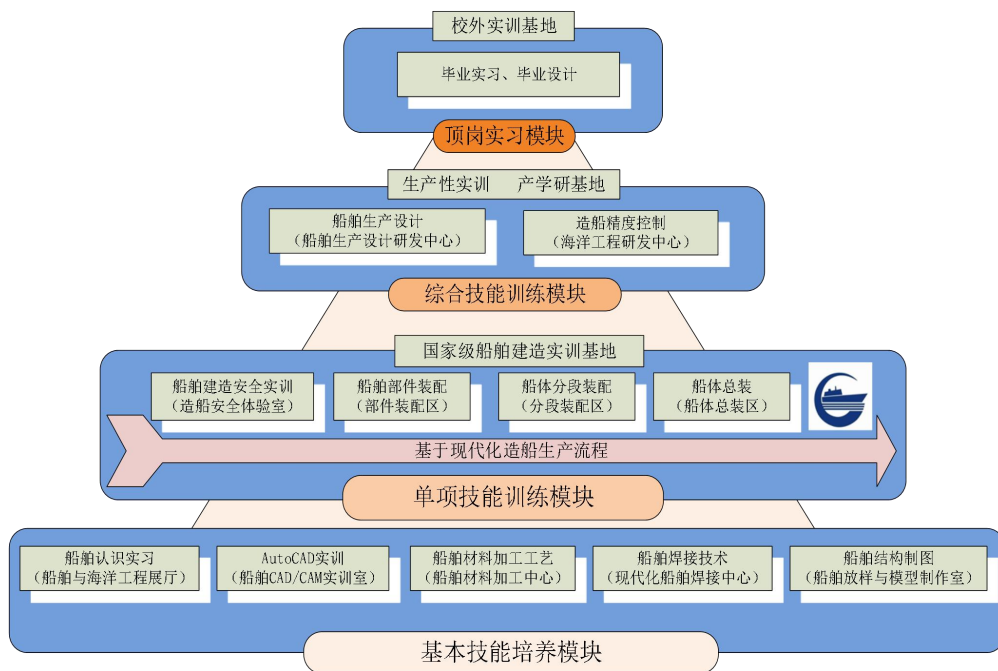 校外实训基地
毕业实习、毕业设计
顶岗实习模块
生产性实训 产学研基地
船舶生产设计
（船舶生产设计研发中心）
造船精度控制
（海洋工程研发中心）
综合技能训练模块
国家级船舶建造实训基地
船舶建造安全实训
（造船安全体验室）
船舶部件装配
（部件装配区）
船体分段装配
（分段装配区）
船体总装
（船体总装区）
基于现代化造船生产流程
单项技能训练模块
船舶认识实习
（船舶与海洋工程展厅）
AutoCAD实训
（船舶CAD/CAM实训室）
船舶材料加工工艺
（船舶材料加工中心）
船舶焊接技术
（现代化船舶焊接中心）
船舶结构制图
（船舶放样与模型制作室）
基本技能培养模块